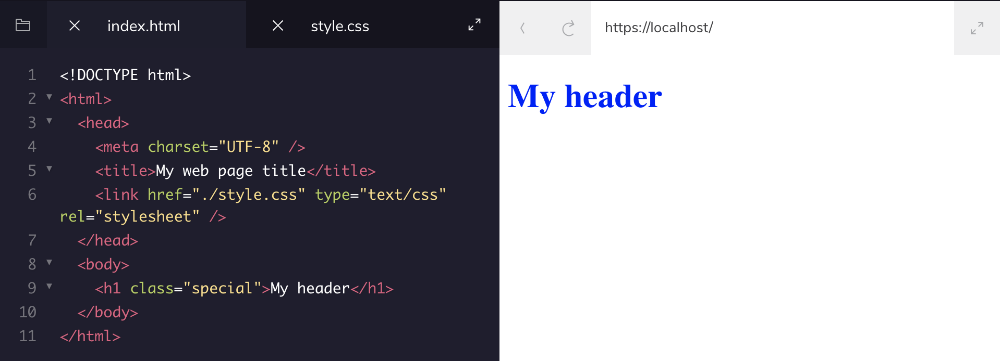 index.html
style.css
https://localhost/
1 <!DOCTYPE html>
2 <html>
3 <head>
4 <meta charset="UTF-8" />
5 <title>My web page title</title>
6 <link href="./style.css" type="text/css"
rel="stylesheet" />
7 </head>
8 <body>
9 <h1 class="special">My header</h1>
10 </body>
11 </html>
My header